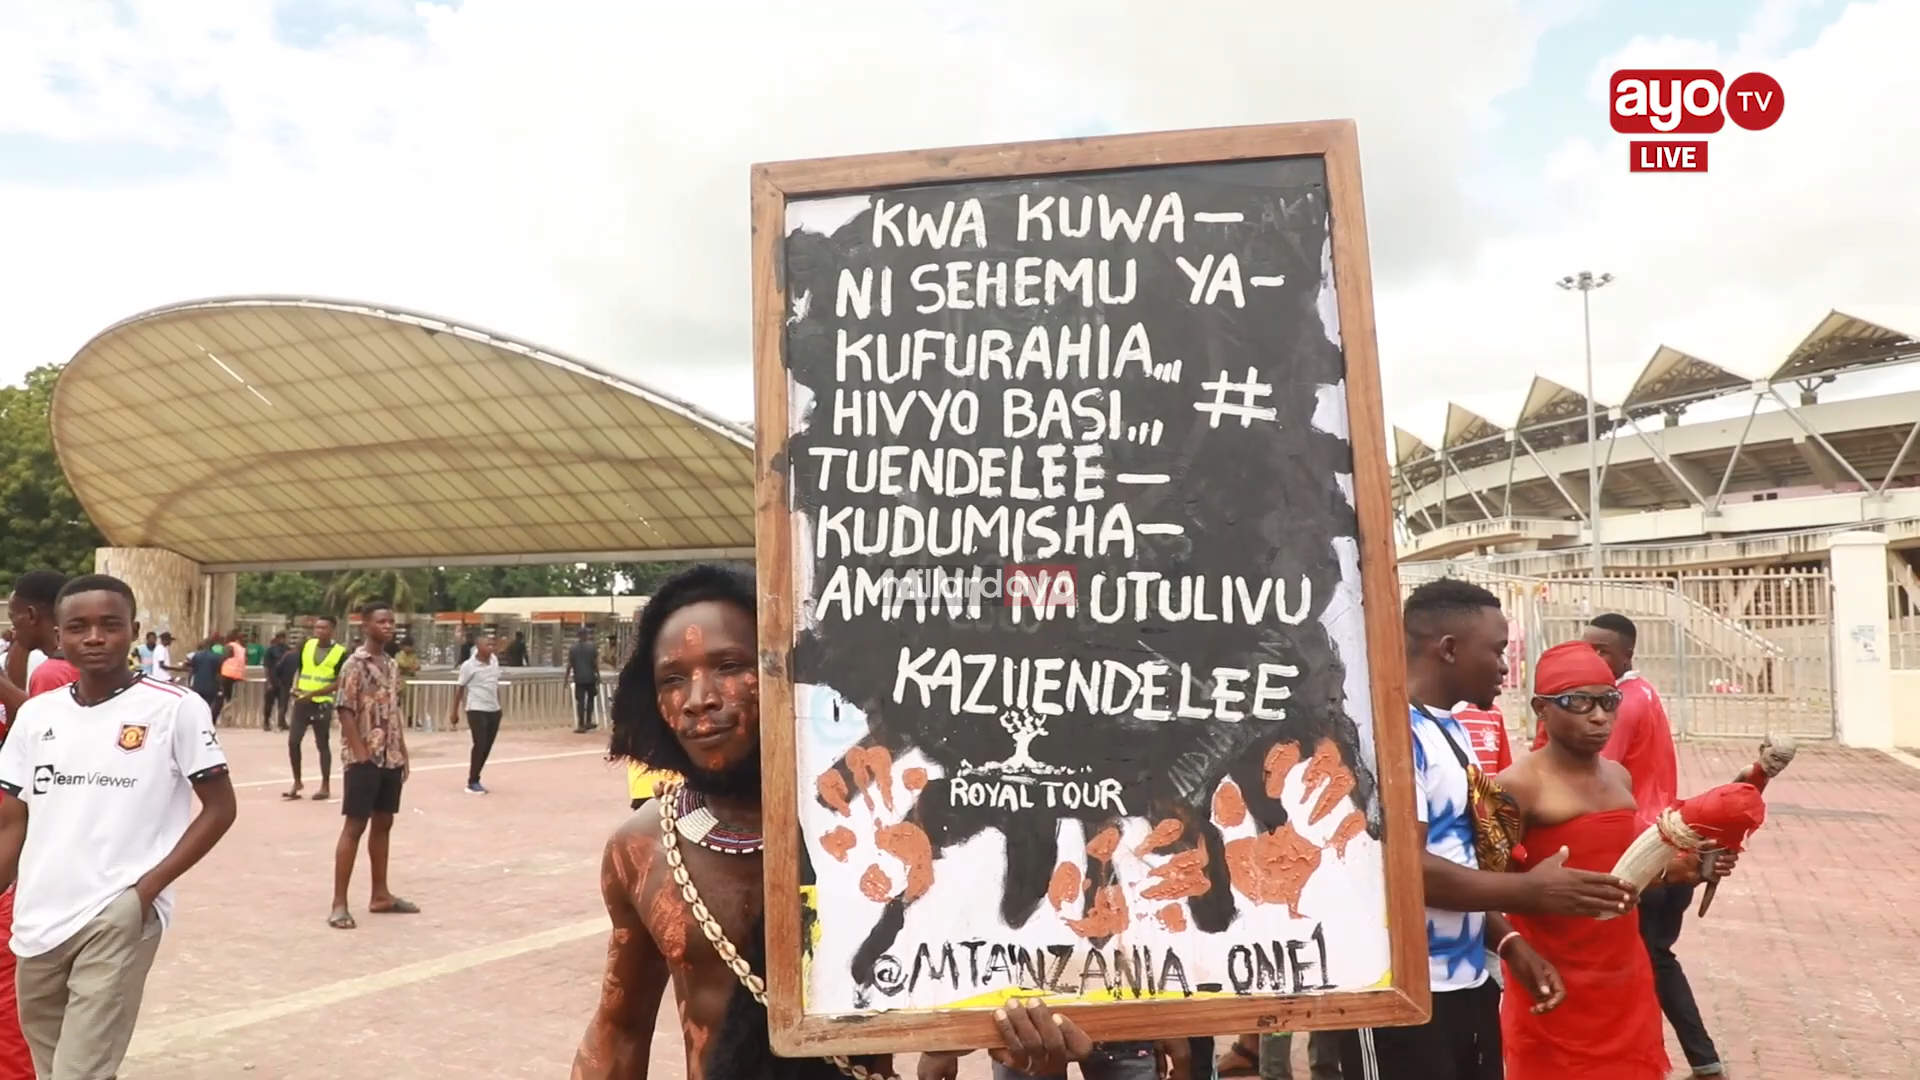 ayo TV
LIVE
KWA KUWA—
NI SEHEMU YA—
KUFURAHIA,,,
HIVYO BASI,,, #
TUENDELEE—
KUDUMISHA—
AMANI NA UTULIVU
millardayo
KAZIIENDELEE
ROYAL TOUR
@MTANZANIA_ONE1
TeamViewer